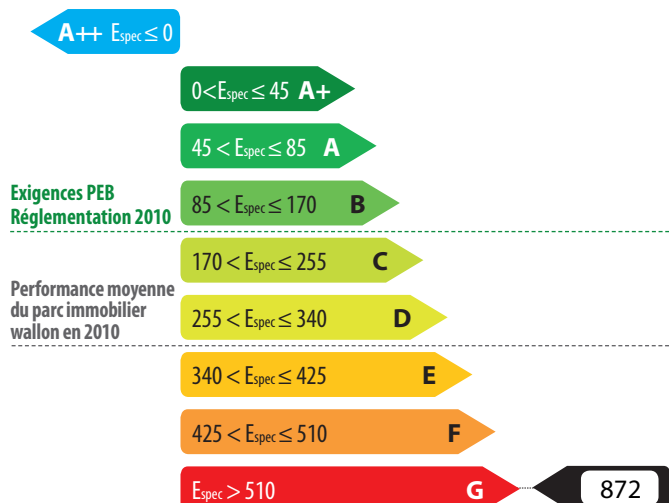 A++ Espec ≤ 0
0<Espec ≤ 45 A+
45 < Espec ≤ 85 A
Exigences PEB
Réglementation 2010
85 < Espec ≤ 170 B
170 < Espec ≤ 255 C
Performance moyenne
du parc immobilier
wallon en 2010
255 < Espec ≤ 340 D
340 < Espec ≤ 425 E
425 < Espec ≤ 510 F
Espec > 510 G 872